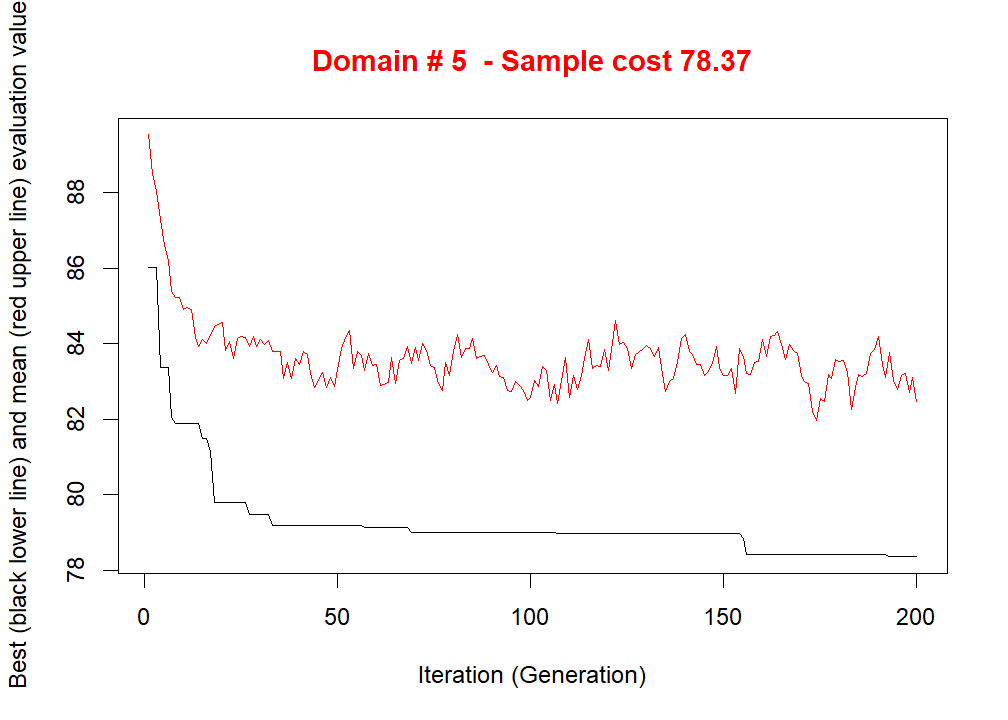 Domain # 5  - Sample cost 78.37
Best (black lower line) and mean (red upper line) evaluation value
88
86
84
82
80
78
0 50 100 150 200
Iteration (Generation)